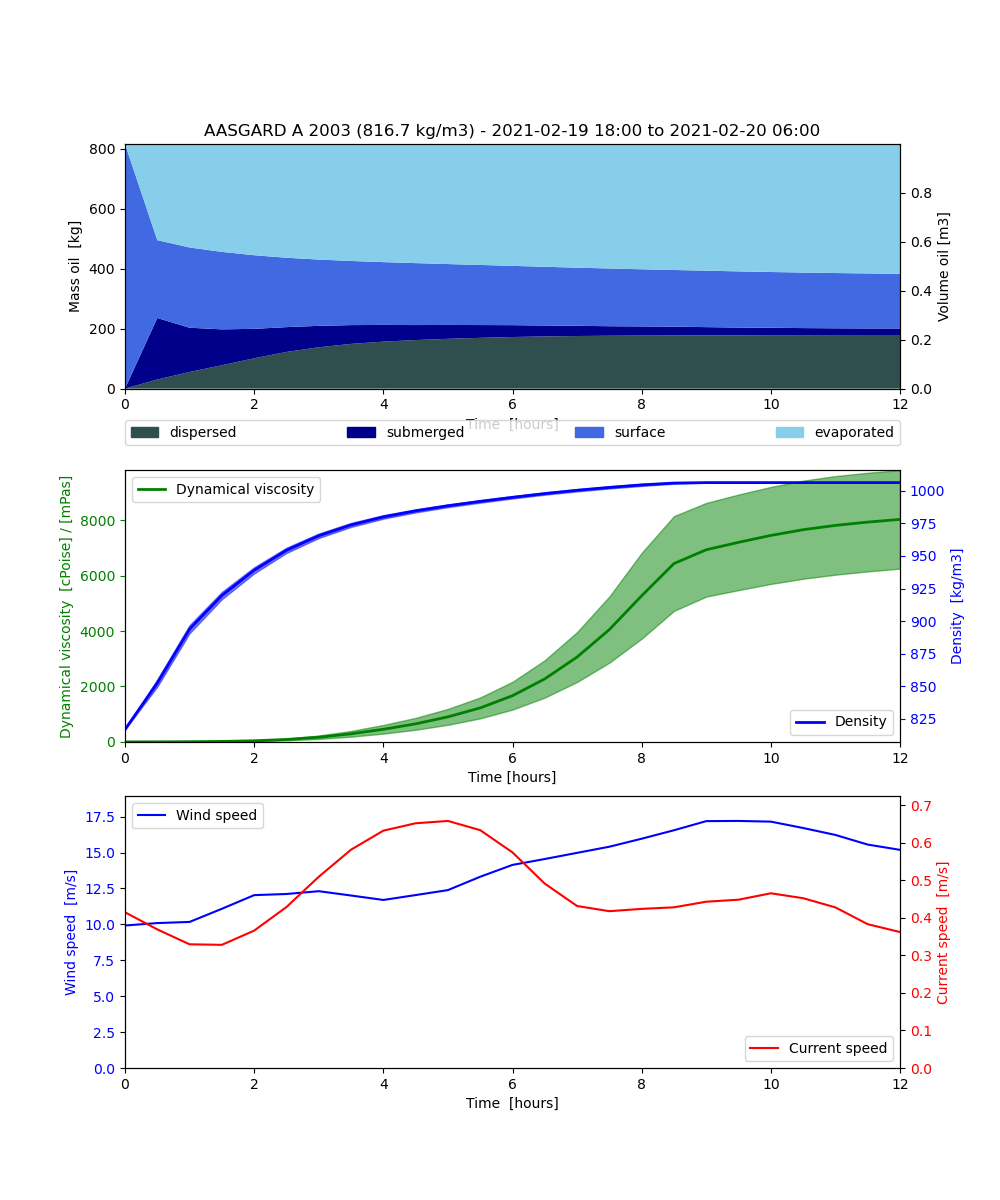 AASGARD A 2003 (816.7 kg/m3) - 2021-02-19 18:00 to 2021-02-20 06:00
Mass oil  [kg]
800
600
400
200
0
Volume oil [m3]
0.8
0.6
0.4
0.2
0.0
0 2 4 6 8 10 12
Time  [hours]
dispersed submerged surface evaporated
Dynamical viscosity  [cPoise] / [mPas]
8000
6000
4000
2000
0
Dynamical viscosity
Density  [kg/m3]
1000
975
950
925
900
875
850
825
Density
0 2 4 6 8 10 12
Time [hours]
Wind speed  [m/s]
17.5
15.0
12.5
10.0
7.5
5.0
2.5
0.0
Wind speed
Current speed  [m/s]
0.7
0.6
0.5
0.4
0.3
0.2
0.1
0.0
Current speed
0 2 4 6 8 10 12
Time  [hours]